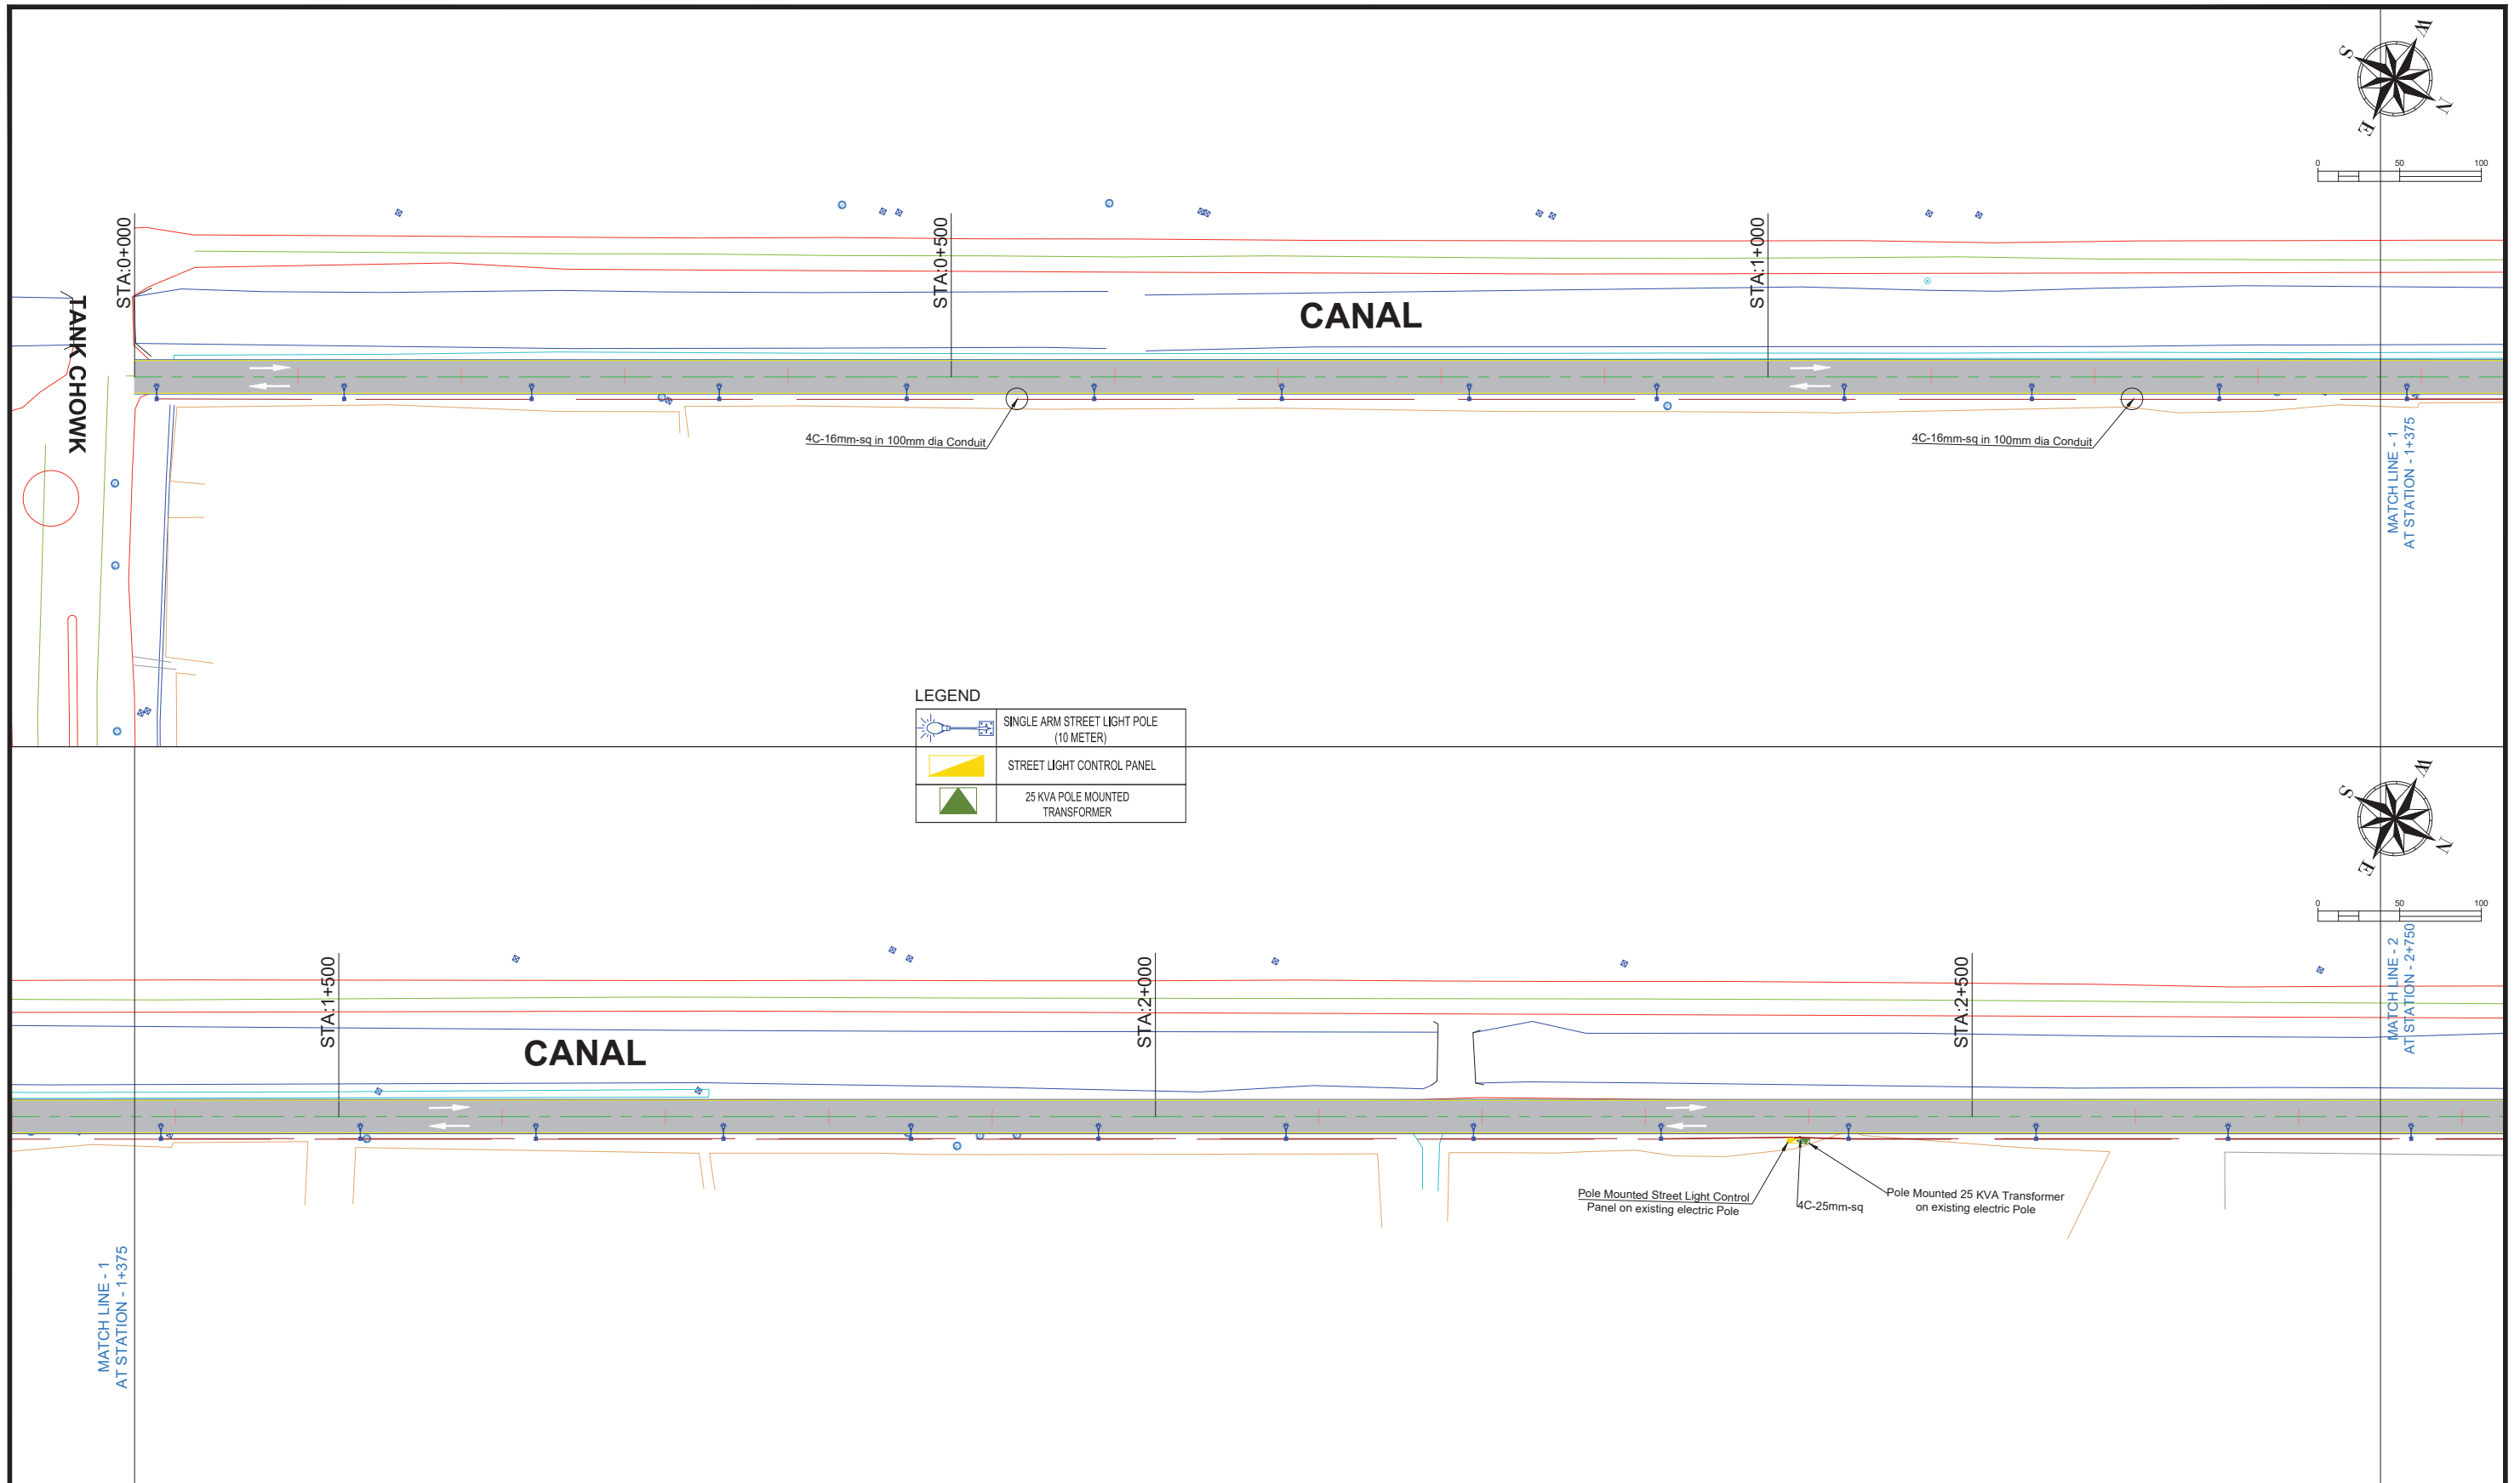 W
S
N
E
0 50 100
STA:0+000
STA:0+500
STA:1+000
TANK CHOWK
CANAL
4C-16mm-sq in 100mm dia Conduit
4C-16mm-sq in 100mm dia Conduit
MATCH LINE - 1
AT STATION - 1+375
LEGEND
SINGLE ARM STREET LIGHT POLE
(10 METER)
STREET LIGHT CONTROL PANEL
25 KVA POLE MOUNTED
TRANSFORMER
W
S
N
E
0 50 100
MATCH LINE - 2
AT STATION - 2+750
STA:1+500
STA:2+000
STA:2+500
CANAL
Pole Mounted Street Light Control
Panel on existing electric Pole
4C-25mm-sq
Pole Mounted 25 KVA Transformer
on existing electric Pole
MATCH LINE - 1
AT STATION - 1+375